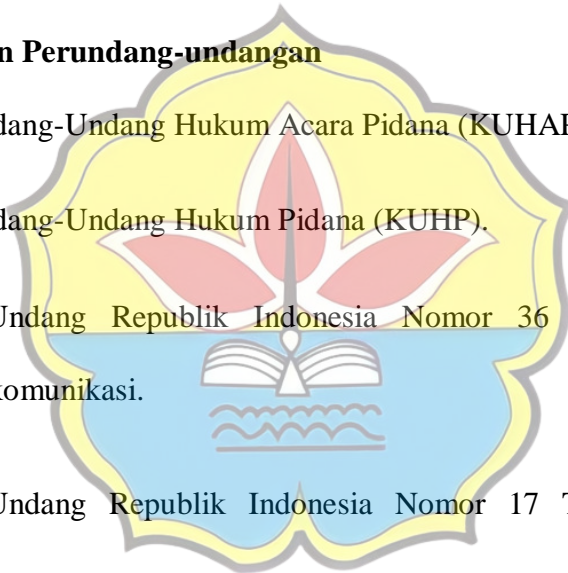 n Perundang-undangan
dang-Undang Hukum Acara Pidana (KUHAP
dang-Undang Hukum Pidana (KUHP).
Undang Republik Indonesia Nomor 36
komunikasi.
Undang Republik Indonesia Nomor 17 T